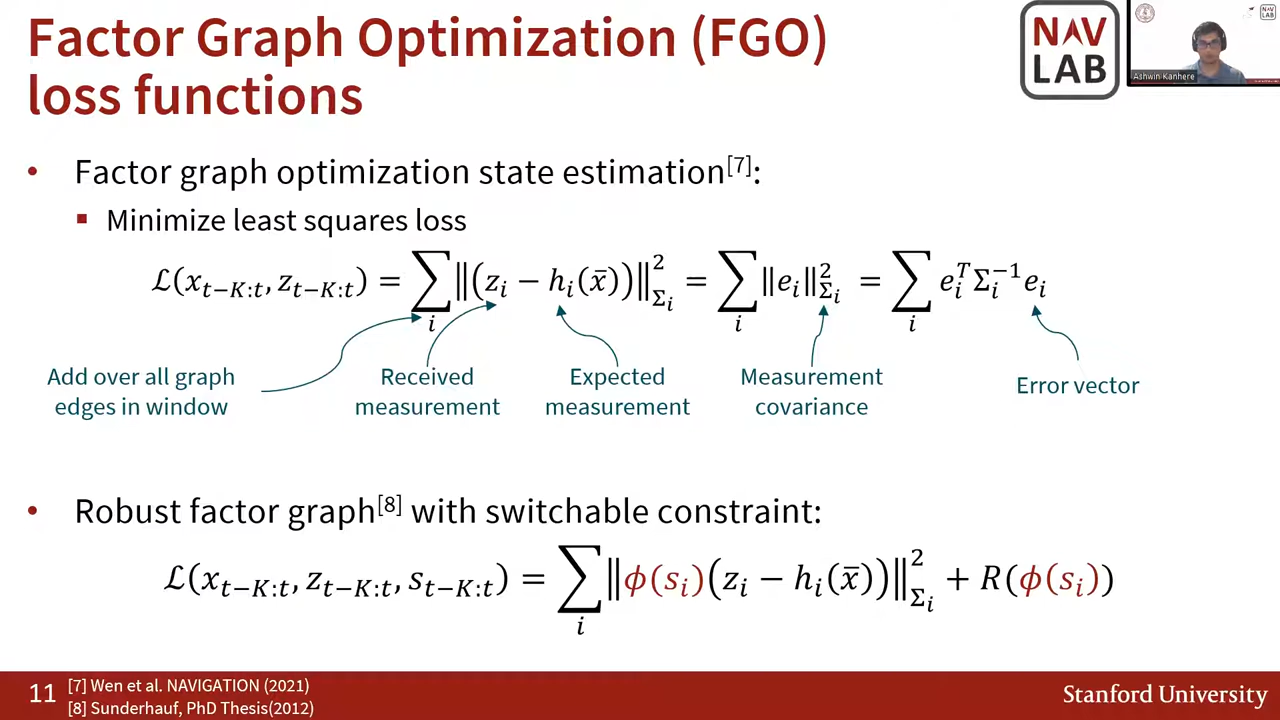 Factor Graph Optimization (FGO)
loss functions
NAV
LAB
Ashwin Kanhere
• Factor graph optimization state estimation[7]:
▪ Minimize least squares loss
ℒ(x_{t−K:t}, z_{t−K:t}) = ∑_i ‖(z_i − h_i(x̄))‖²_{Σ_i} = ∑_i ‖e_i‖²_{Σ_i} = ∑_i e_i^T Σ_i^{−1} e_i
Add over all graph
edges in window
Received
measurement
Expected
measurement
Measurement
covariance
Error vector
• Robust factor graph[8] with switchable constraint:
ℒ(x_{t−K:t}, z_{t−K:t}, s_{t−K:t}) = ∑_i ‖ϕ(s_i)(z_i − h_i(x̄))‖²_{Σ_i} + R(ϕ(s_i))
11
[7] Wen et al. NAVIGATION (2021)
[8] Sunderhauf, PhD Thesis(2012)
Stanford University